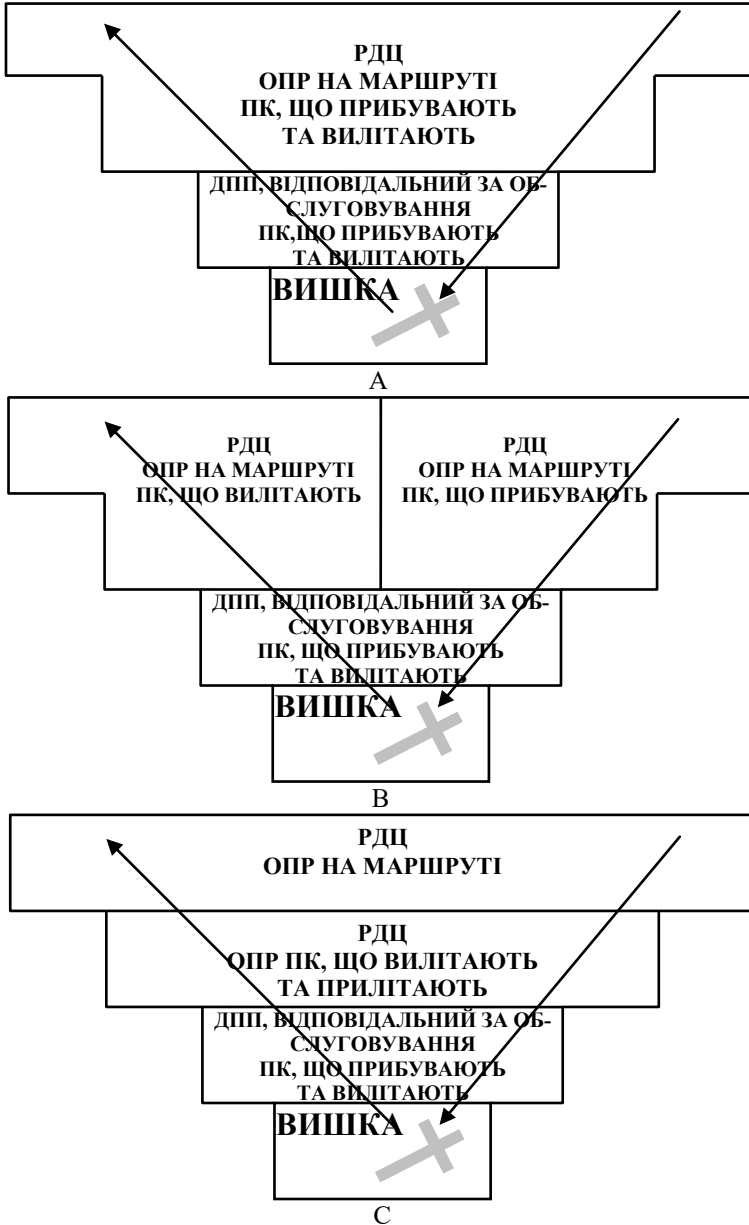 РДЦ
ОПР НА МАРШРУТІ
ПК, ЩО ПРИБУВАЮТЬ
ТА ВИЛІТАЮТЬ
ДПП, ВІДПОВІДАЛЬНИЙ ЗА ОБ-
СЛУГОВУВАННЯ
ПК,ЩО ПРИБУВАЮТЬ
ТА ВИЛІТАЮТЬ
ВИШКА
A
РДЦ
ОПР НА МАРШРУТІ
ПК, ЩО ВИЛІТАЮТЬ
РДЦ
ОПР НА МАРШРУТІ
ПК, ЩО ПРИБУВАЮТЬ
ДПП, ВІДПОВІДАЛЬНИЙ ЗА ОБ-
СЛУГОВУВАННЯ
ПК, ЩО ПРИБУВАЮТЬ
ТА ВИЛІТАЮТЬ
ВИШКА
B
РДЦ
ОПР НА МАРШРУТІ
РДЦ
ОПР ПК, ЩО ВИЛІТАЮТЬ
ТА ПРИЛІТАЮТЬ
ДПП, ВІДПОВІДАЛЬНИЙ ЗА ОБ-
СЛУГОВУВАННЯ
ПК, ЩО ПРИБУВАЮТЬ
ТА ВИЛІТАЮТЬ
ВИШКА
C